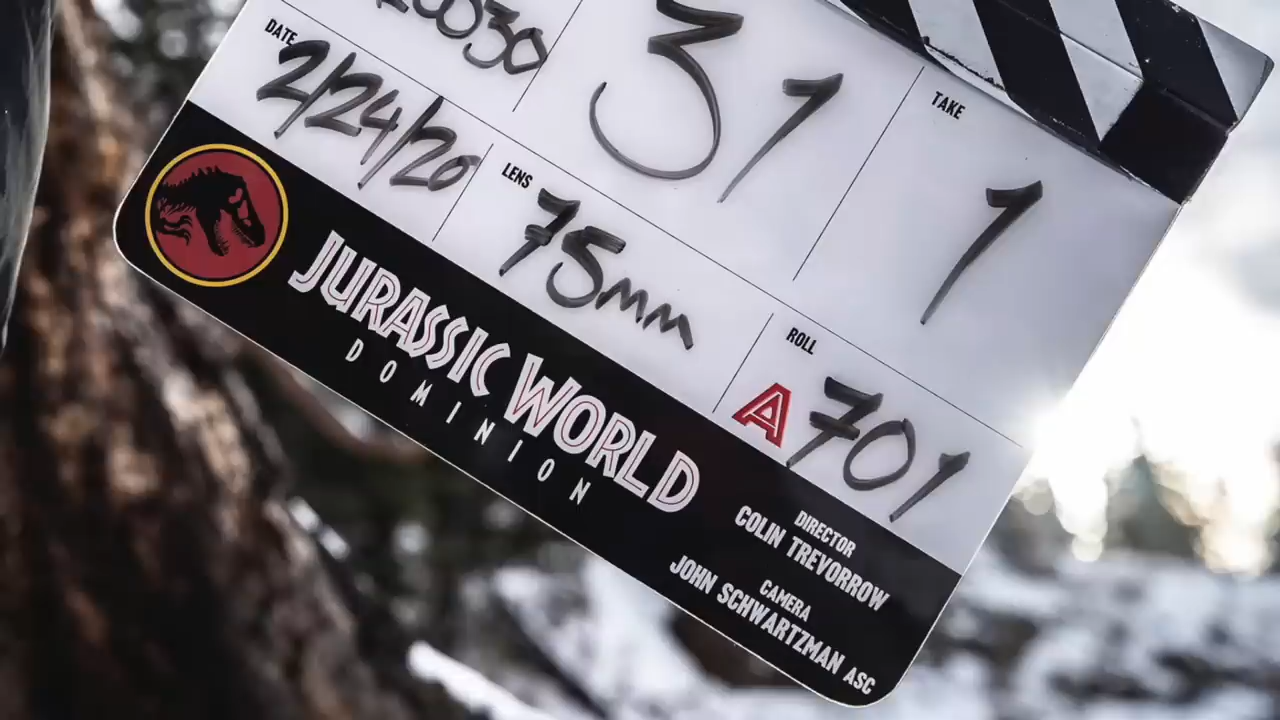 31
TAKE
1
DATE
2/24/20
LENS
75mm
ROLL
A701
JURASSIC WORLD
DOMINION
DIRECTOR
COLIN TREVORROW
CAMERA
JOHN SCHWARTZMAN ASC